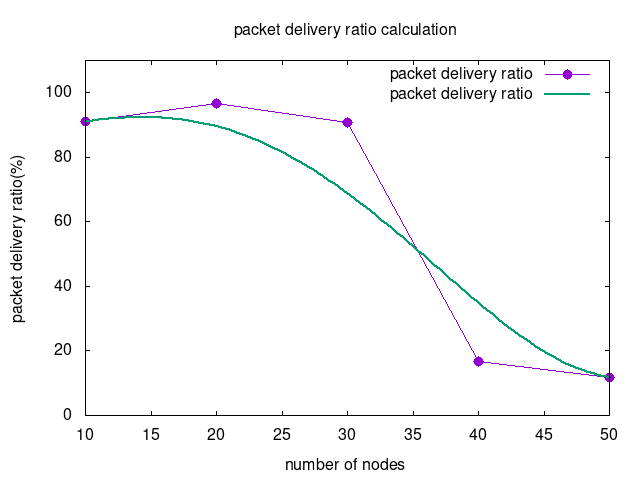 packet delivery ratio calculation
packet delivery ratio
packet delivery ratio
packet delivery ratio(%)
100
80
60
40
20
0
10 15 20 25 30 35 40 45 50
number of nodes